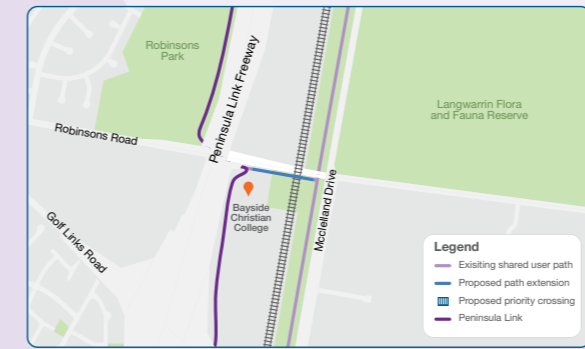 Robinsons
Park
Peninsula Link Freeway
Langwarrin Flora
and Fauna Reserve
Robinsons Road
Bayside
Christian
College
Mcclelland Drive
Golf Links Road
Legend
Exisiting shared user path
Proposed path extension
Proposed priority crossing
Peninsula Link